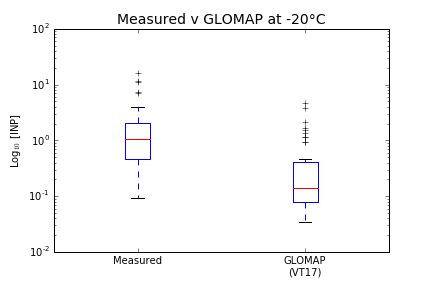 Measured v GLOMAP at -20°C
10²
10¹
10⁰
10⁻¹
10⁻²
Log₁₀ [INP]
Measured
GLOMAP
(VT17)